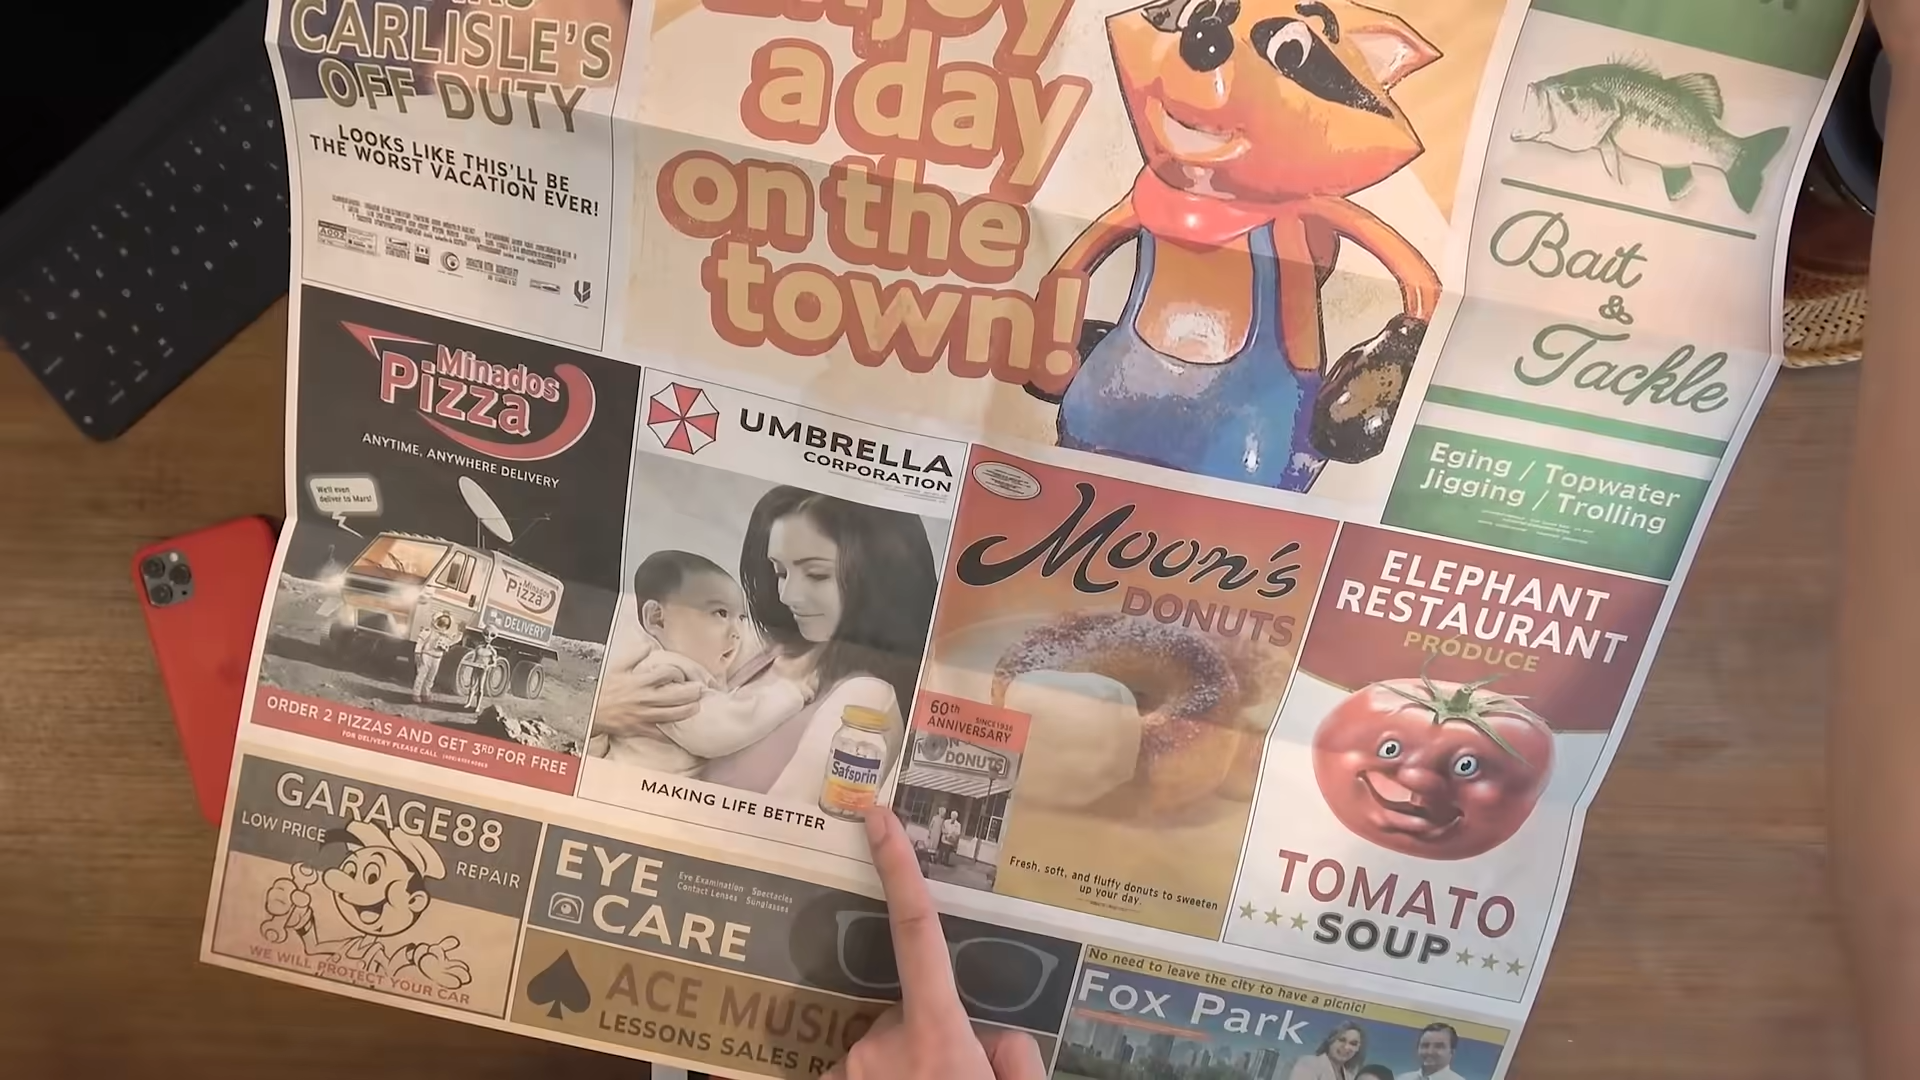 CARLISLE'S
OFF DUTY
LOOKS LIKE THIS'LL BE
THE WORST VACATION EVER!
Enjoy
a day
on the
town!
Bait
&
Tackle
Eging / Topwater
Jigging / Trolling
Minados
Pizza
ANYTIME, ANYWHERE DELIVERY
We'll even
deliver to Mars!
Minados
Pizza
DELIVERY
ORDER 2 PIZZAS AND GET 3RD FOR FREE
FOR DELIVERY PLEASE CALL
UMBRELLA
CORPORATION
Safsprin
MAKING LIFE BETTER
Moon's
DONUTS
60th
ANNIVERSARY
SINCE1936
DONUTS
Fresh, soft, and fluffy donuts to sweeten
up your day.
ELEPHANT
RESTAURANT
PRODUCE
TOMATO
SOUP
GARAGE88
LOW PRICE
REPAIR
WE WILL PROTECT YOUR CAR
EYE
CARE
Eye Examination Spectacles
Contact Lenses Sunglasses
ACE MUSIC
LESSONS SALES
No need to leave the city to have a picnic!
Fox Park